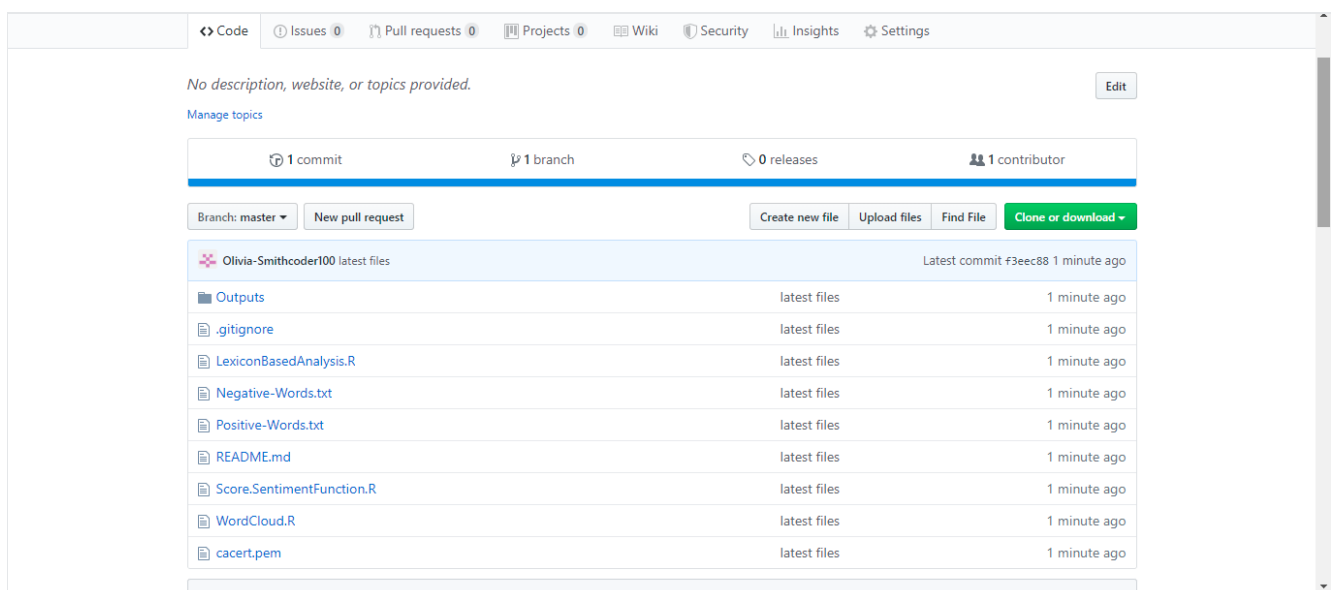 Code Issues 0 Pull requests 0 Projects 0 Wiki Security Insights Settings
No description, website, or topics provided. Edit
Manage topics
1 commit 1 branch 0 releases 1 contributor
Branch: master New pull request Create new file Upload files Find File Clone or download
Olivia-Smithcoder100 latest files Latest commit f3eec88 1 minute ago
Outputs latest files 1 minute ago
.gitignore latest files 1 minute ago
LexiconBasedAnalysis.R latest files 1 minute ago
Negative-Words.txt latest files 1 minute ago
Positive-Words.txt latest files 1 minute ago
README.md latest files 1 minute ago
Score.SentimentFunction.R latest files 1 minute ago
WordCloud.R latest files 1 minute ago
cacert.pem latest files 1 minute ago